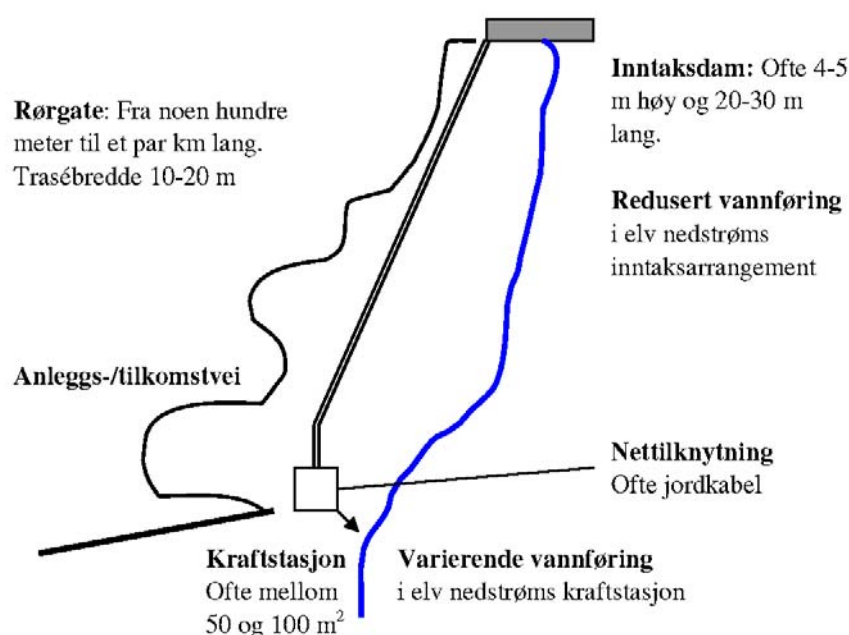 Rørgate: Fra noen hundre
meter til et par km lang.
Trasébredde 10-20 m
Inntaksdam: Ofte 4-5
m høy og 20-30 m
lang.
Redusert vannføring
i elv nedstrøms
inntaksarrangement
Anleggs-/tilkomstvei
Nettilknytning
Ofte jordkabel
Kraftstasjon
Ofte mellom
50 og 100 m²
Varierende vannføring
i elv nedstrøms kraftstasjon